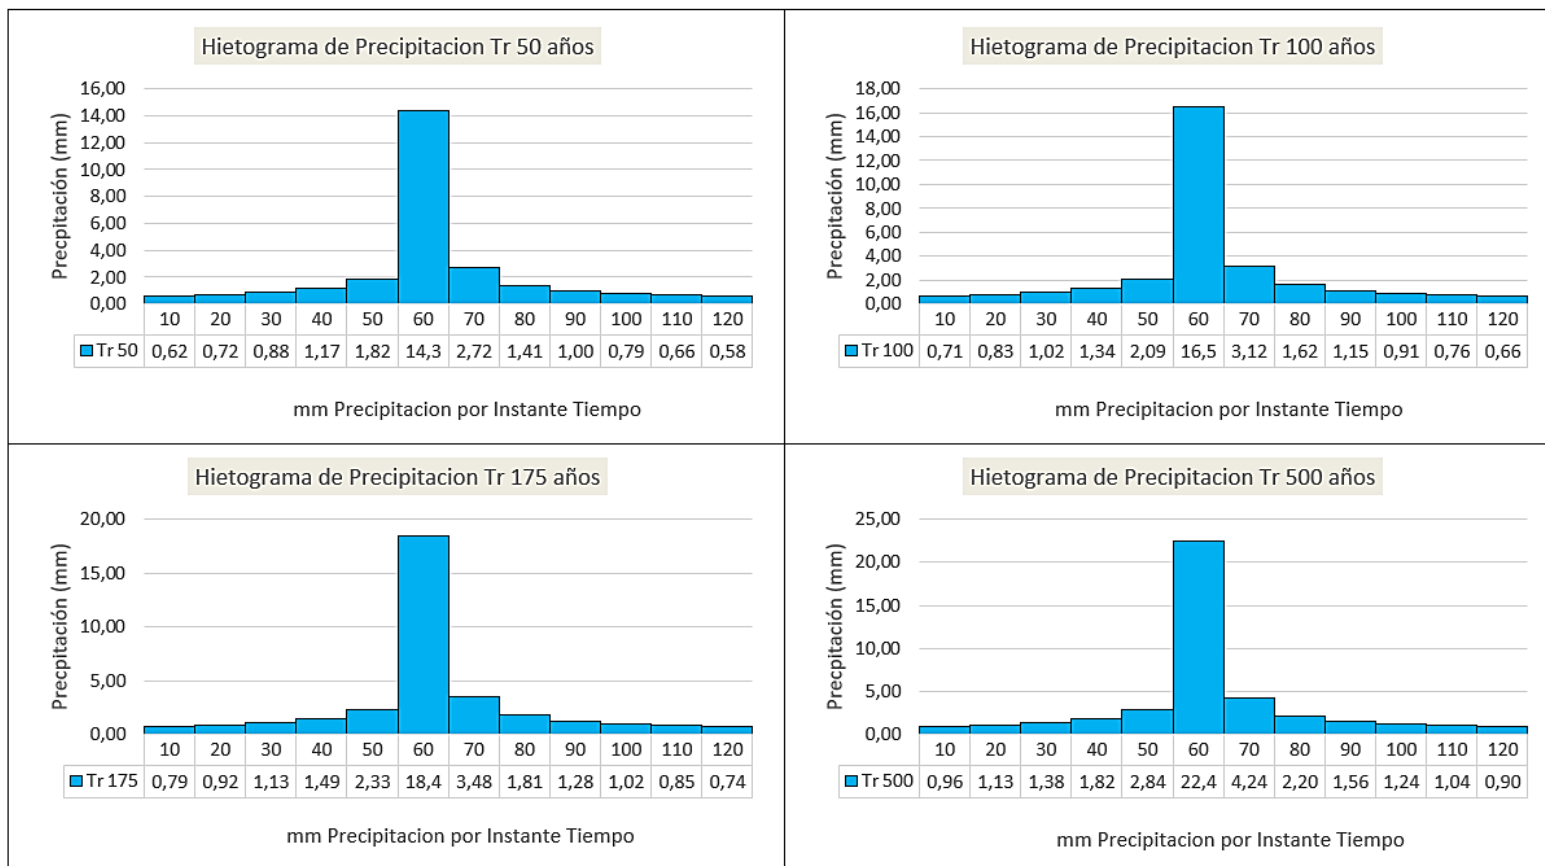 Hietograma de Precipitacion Tr 50 años
Precpitación (mm)
16,00
14,00
12,00
10,00
8,00
6,00
4,00
2,00
0,00
10 20 30 40 50 60 70 80 90 100 110 120
Tr 50 0,62 0,72 0,88 1,17 1,82 14,3 2,72 1,41 1,00 0,79 0,66 0,58
mm Precipitacion por Instante Tiempo
Hietograma de Precipitacion Tr 100 años
Precpitación (mm)
18,00
16,00
14,00
12,00
10,00
8,00
6,00
4,00
2,00
0,00
10 20 30 40 50 60 70 80 90 100 110 120
Tr 100 0,71 0,83 1,02 1,34 2,09 16,5 3,12 1,62 1,15 0,91 0,76 0,66
mm Precipitacion por Instante Tiempo
Hietograma de Precipitacion Tr 175 años
Precpitación (mm)
20,00
15,00
10,00
5,00
0,00
10 20 30 40 50 60 70 80 90 100 110 120
Tr 175 0,79 0,92 1,13 1,49 2,33 18,4 3,48 1,81 1,28 1,02 0,85 0,74
mm Precipitacion por Instante Tiempo
Hietograma de Precipitacion Tr 500 años
Precpitación (mm)
25,00
20,00
15,00
10,00
5,00
0,00
10 20 30 40 50 60 70 80 90 100 110 120
Tr 500 0,96 1,13 1,38 1,82 2,84 22,4 4,24 2,20 1,56 1,24 1,04 0,90
mm Precipitacion por Instante Tiempo